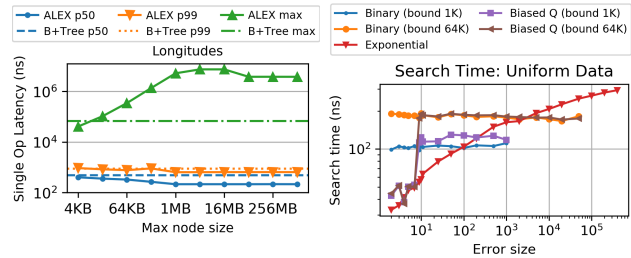 ALEX p50 ALEX p99 ALEX max
B+Tree p50 B+Tree p99 B+Tree max
Longitudes
Single Op Latency (ns)
10^6
10^4
10^2
4KB 64KB 1MB 16MB 256MB
Max node size
Binary (bound 1K) Biased Q (bound 1K)
Binary (bound 64K) Biased Q (bound 64K)
Exponential
Search Time: Uniform Data
Search time (ns)
10^2
10^1 10^2 10^3 10^4 10^5
Error size